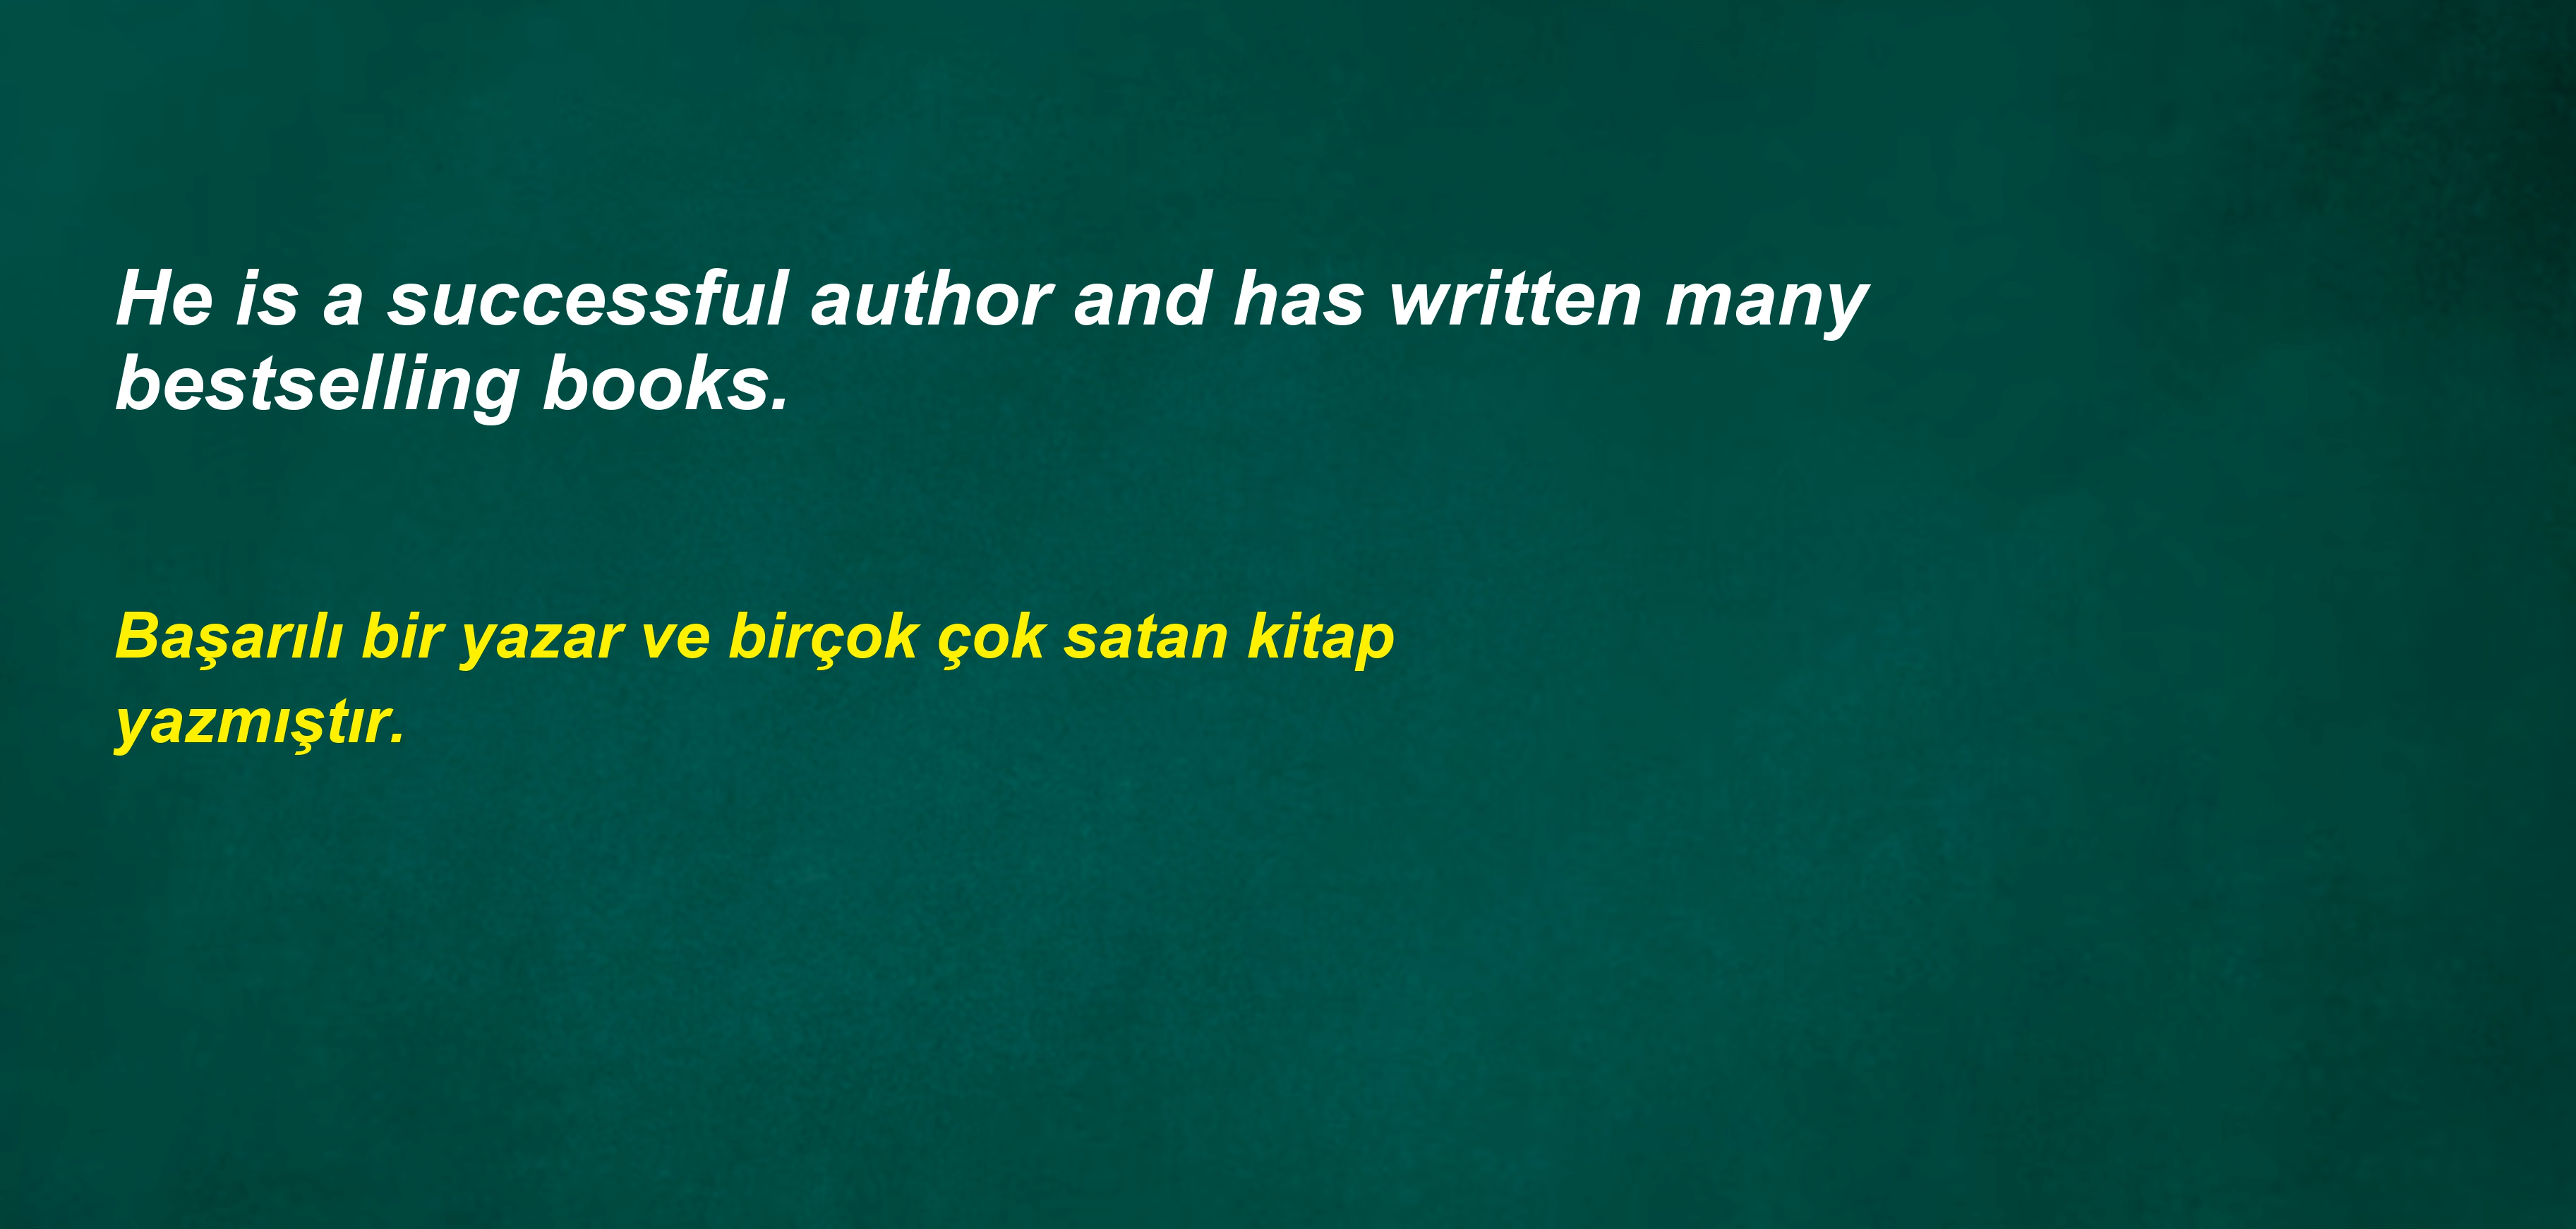 He is a successful author and has written many
bestselling books.
Başarılı bir yazar ve birçok çok satan kitap
yazmıştır.